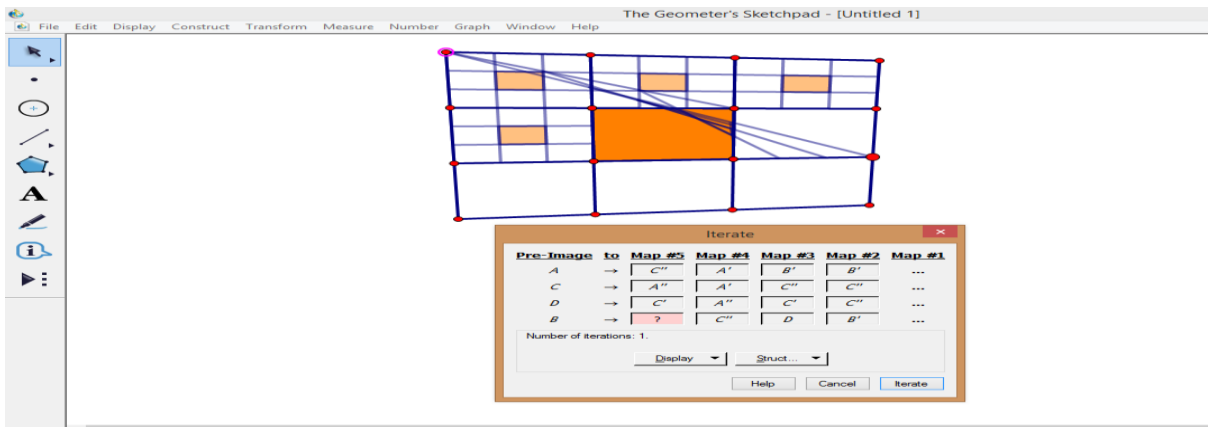 The Geometer's Sketchpad - [Untitled 1]
File Edit Display Construct Transform Measure Number Graph Window Help
A
Iterate
Pre-Image to Map #5 Map #4 Map #3 Map #2 Map #1
A → C'' A' B' B' ...
C → A'' A' C'' C'' ...
D → C' A'' C' C'' ...
B → ? C'' D B' ...
Number of iterations: 1.
Display Struct...
Help Cancel Iterate